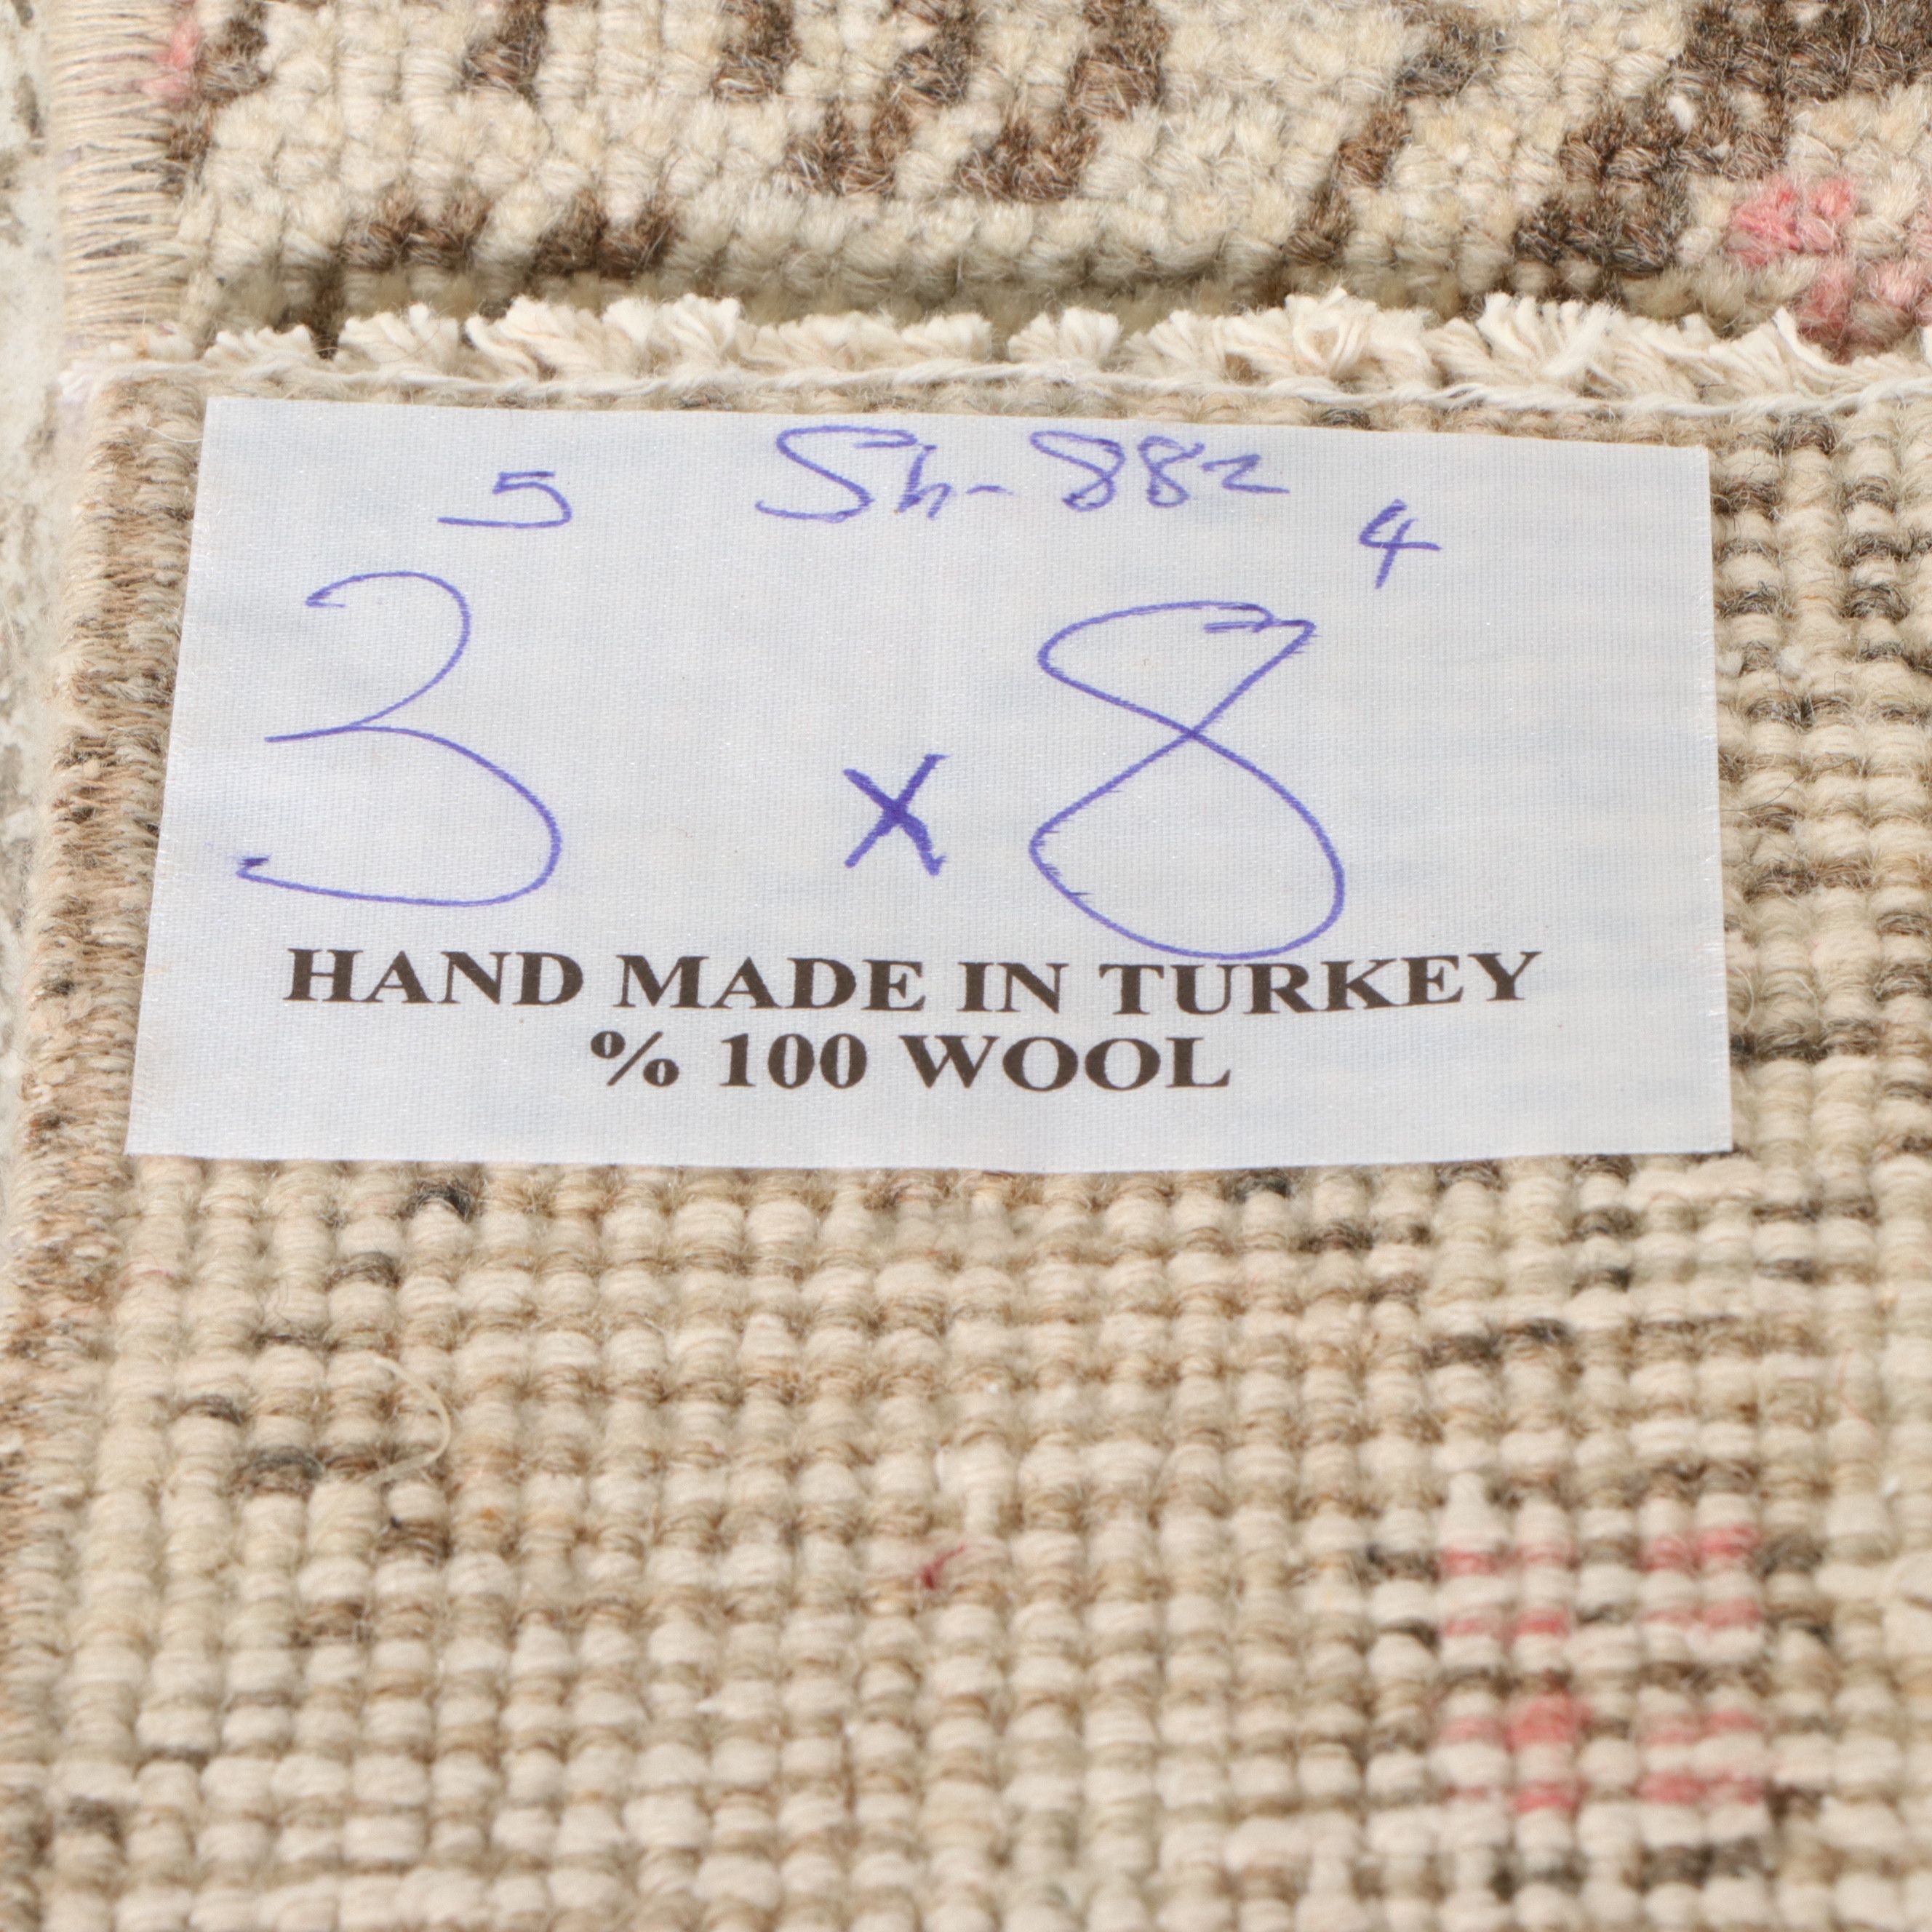 Sh-882
3 5 x 8 4
HAND MADE IN TURKEY
% 100 WOOL